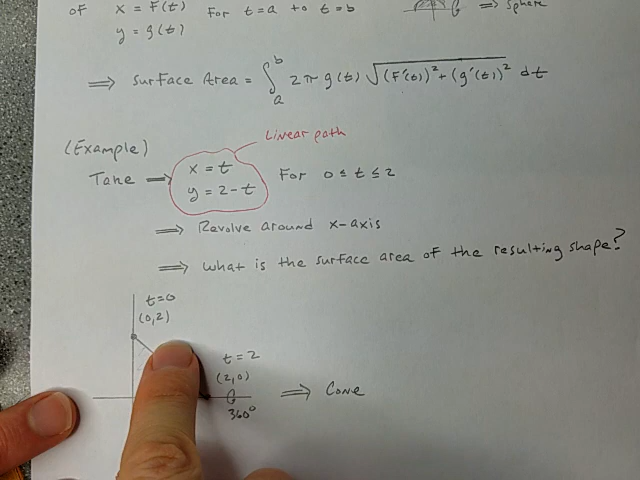 of x = f(t) For t=a to t=b
y = g(t)
⟹ sphere
⟹ surface Area = ∫ₐᵇ 2π g(t) √(f'(t))² + (g'(t))² dt
Linear path
(Example)
Take ⟹ x = t
y = 2-t
For 0 ≤ t ≤ 2
⟹ Revolve around x-axis
⟹ what is the surface area of the resulting shape?
t=0
(0,2)
t=2
(2,0)
360°
⟹ Cone